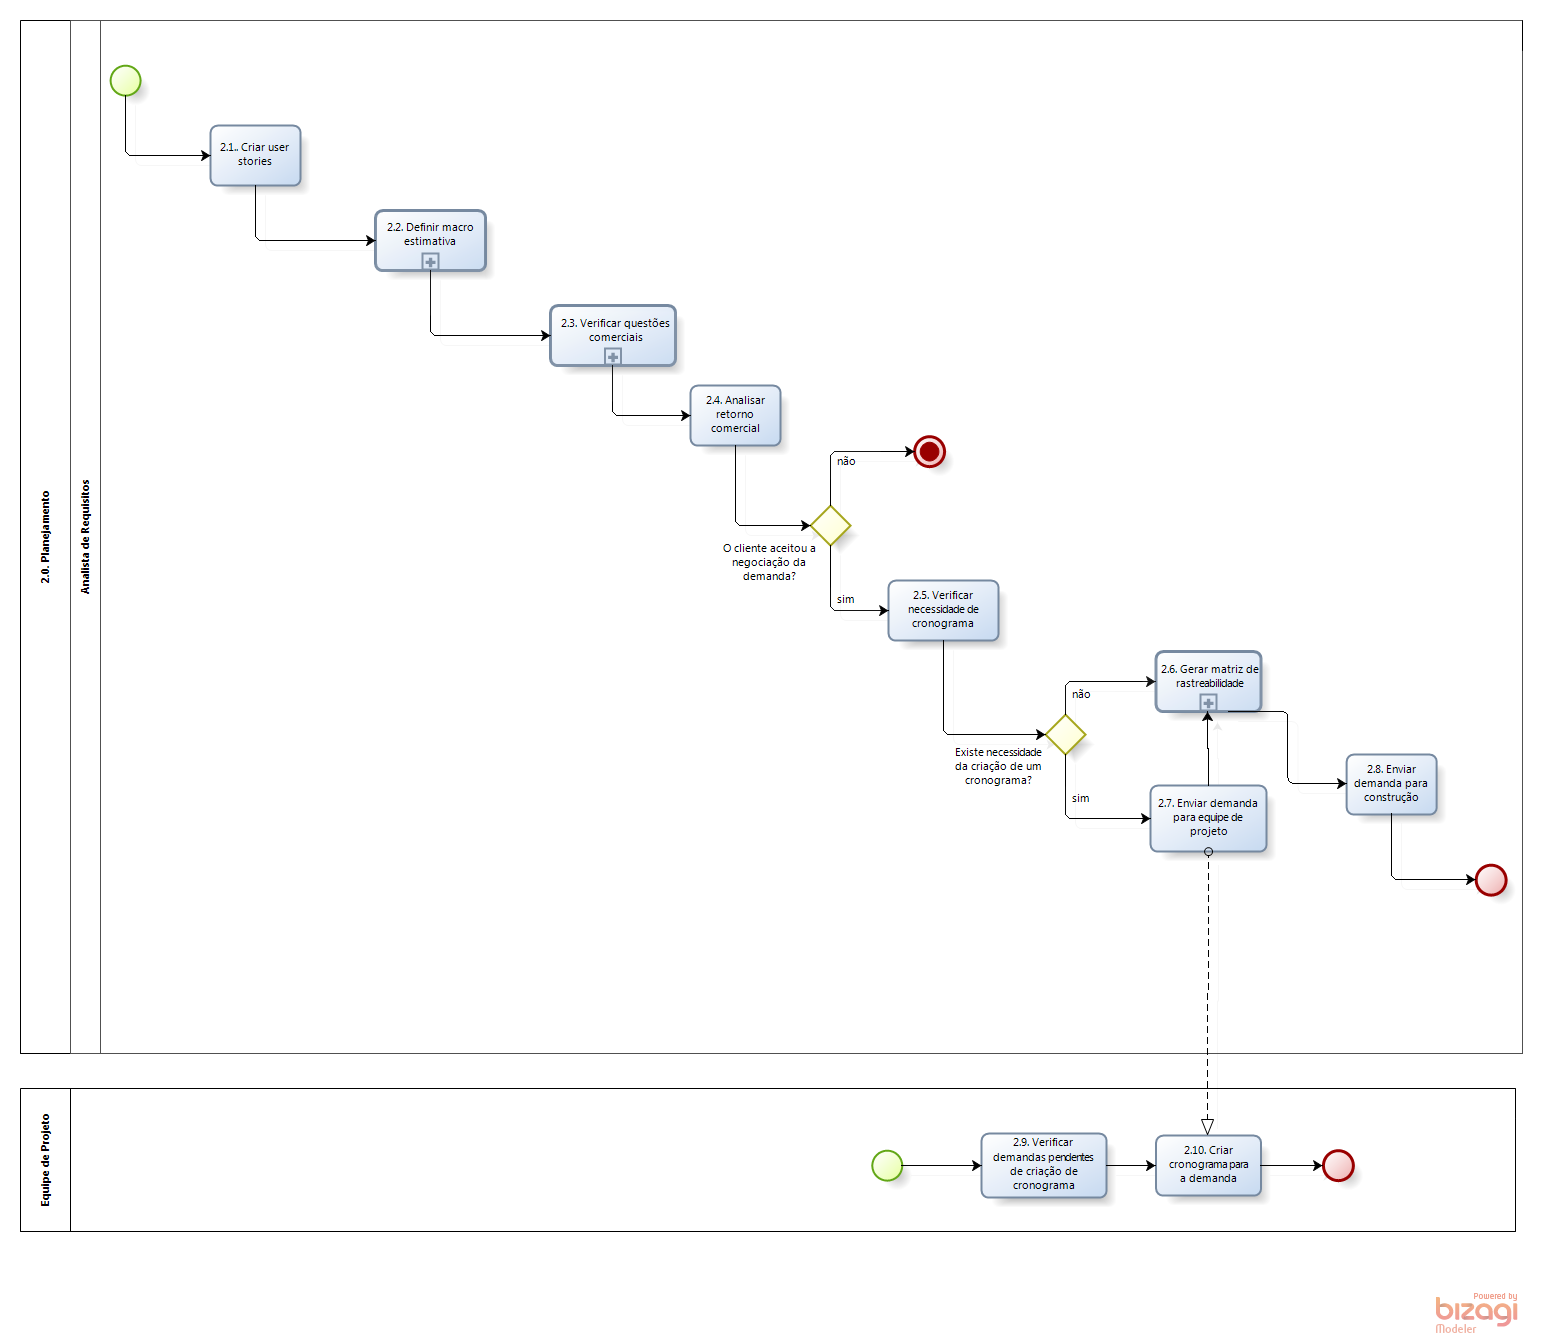 2.0. Planejamento
Analista de Requisitos
2.1.. Criar user
stories
2.2. Definir macro
estimativa
2.3. Verificar questões
comerciais
2.4. Analisar
retorno
comercial
não
O cliente aceitou a
negociação da
demanda?
sim
2.5. Verificar
necessidade de
cronograma
não
Existe necessidade
da criação de um
cronograma?
sim
2.6. Gerar matriz de
rastreabilidade
2.7. Enviar demanda
para equipe de
projeto
2.8. Enviar
demanda para
construção
Equipe de Projeto
2.9. Verificar
demandas pendentes
de criação de
cronograma
2.10. Criar
cronograma para
a demanda
Powered by
bizagi
Modeler